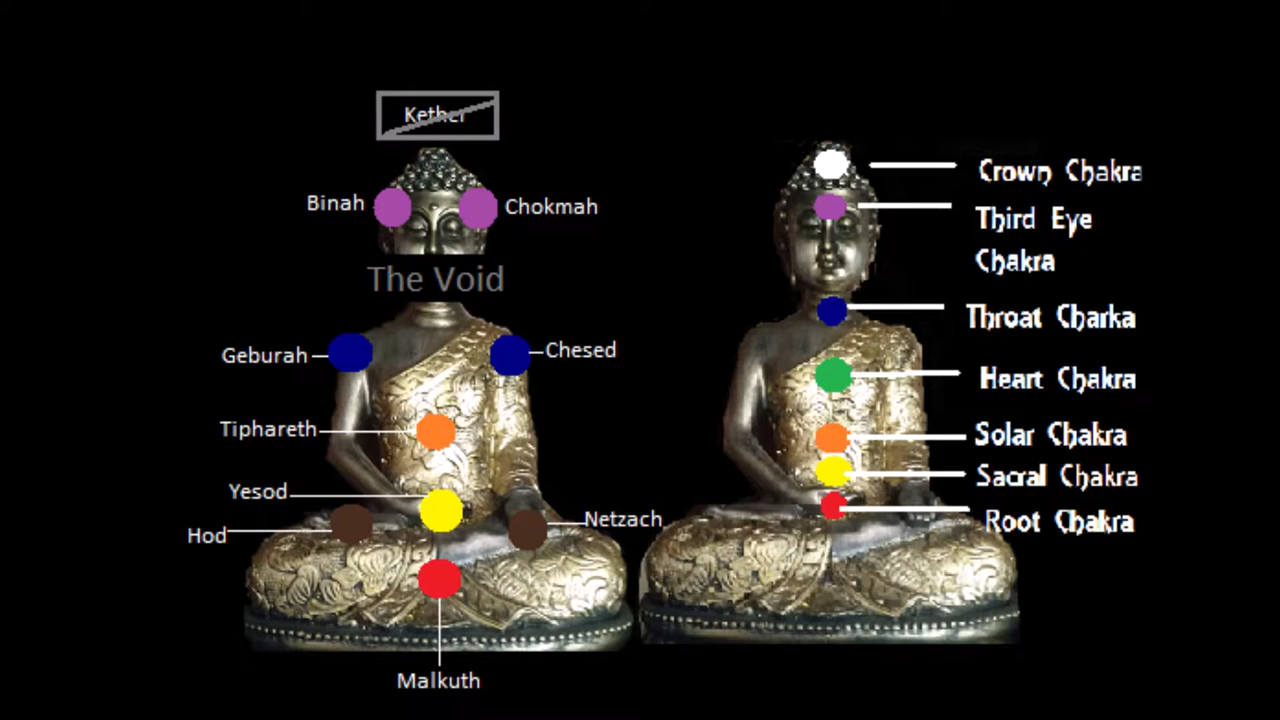 Kether
Binah
Chokmah
The Void
Geburah
Chesed
Tiphareth
Yesod
Hod
Netzach
Malkuth
Crown Chakra
Third Eye
Chakra
Throat Charka
Heart Chakra
Solar Chakra
Sacral Chakra
Root Chakra